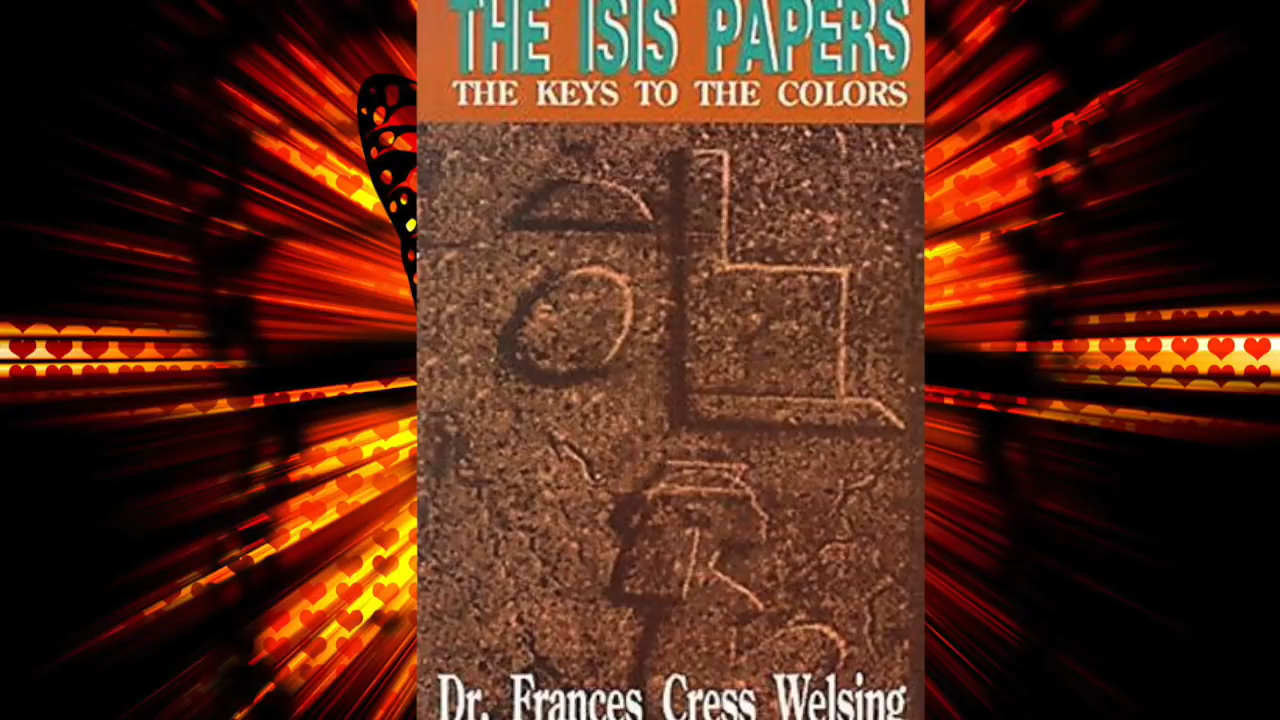 THE ISIS PAPERS
THE KEYS TO THE COLORS
Dr. Frances Cress Welsing